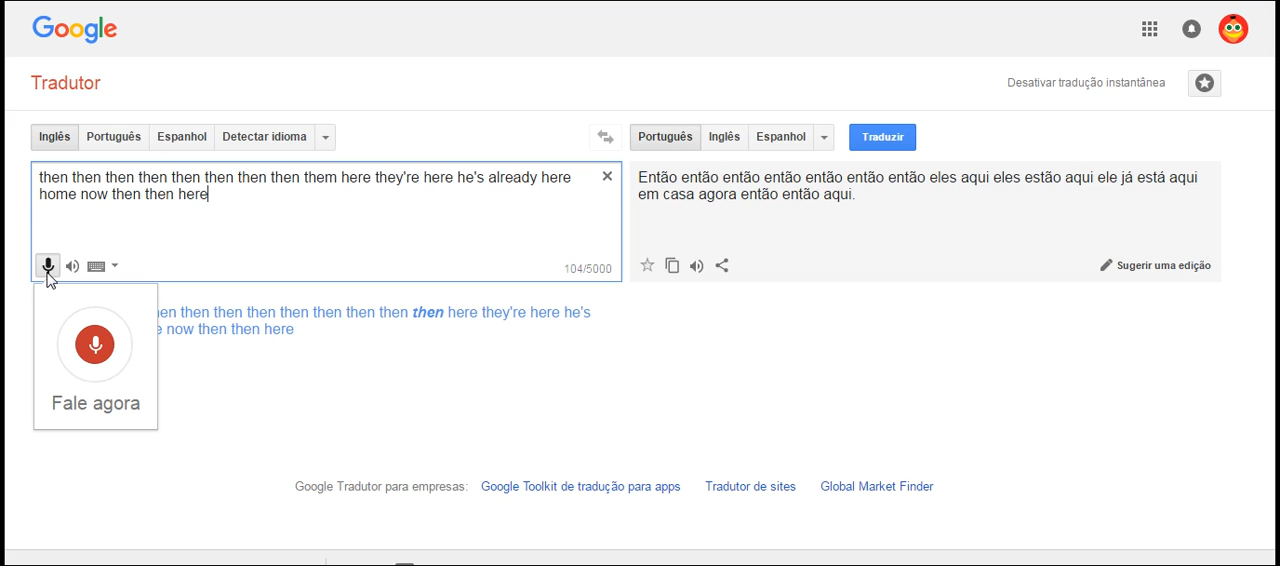 Google
Tradutor
Desativar tradução instantânea
Inglês Português Espanhol Detectar idioma
Português Inglês Espanhol Traduzir
then then then then then then then then them here they're here he's already here
home now then then here
104/5000
Então então então então então então então eles aqui eles estão aqui ele já está aqui
em casa agora então então aqui.
Sugerir uma edição
then then then then then then then then here they're here he's
now then then here
Fale agora
Google Tradutor para empresas: Google Toolkit de tradução para apps Tradutor de sites Global Market Finder